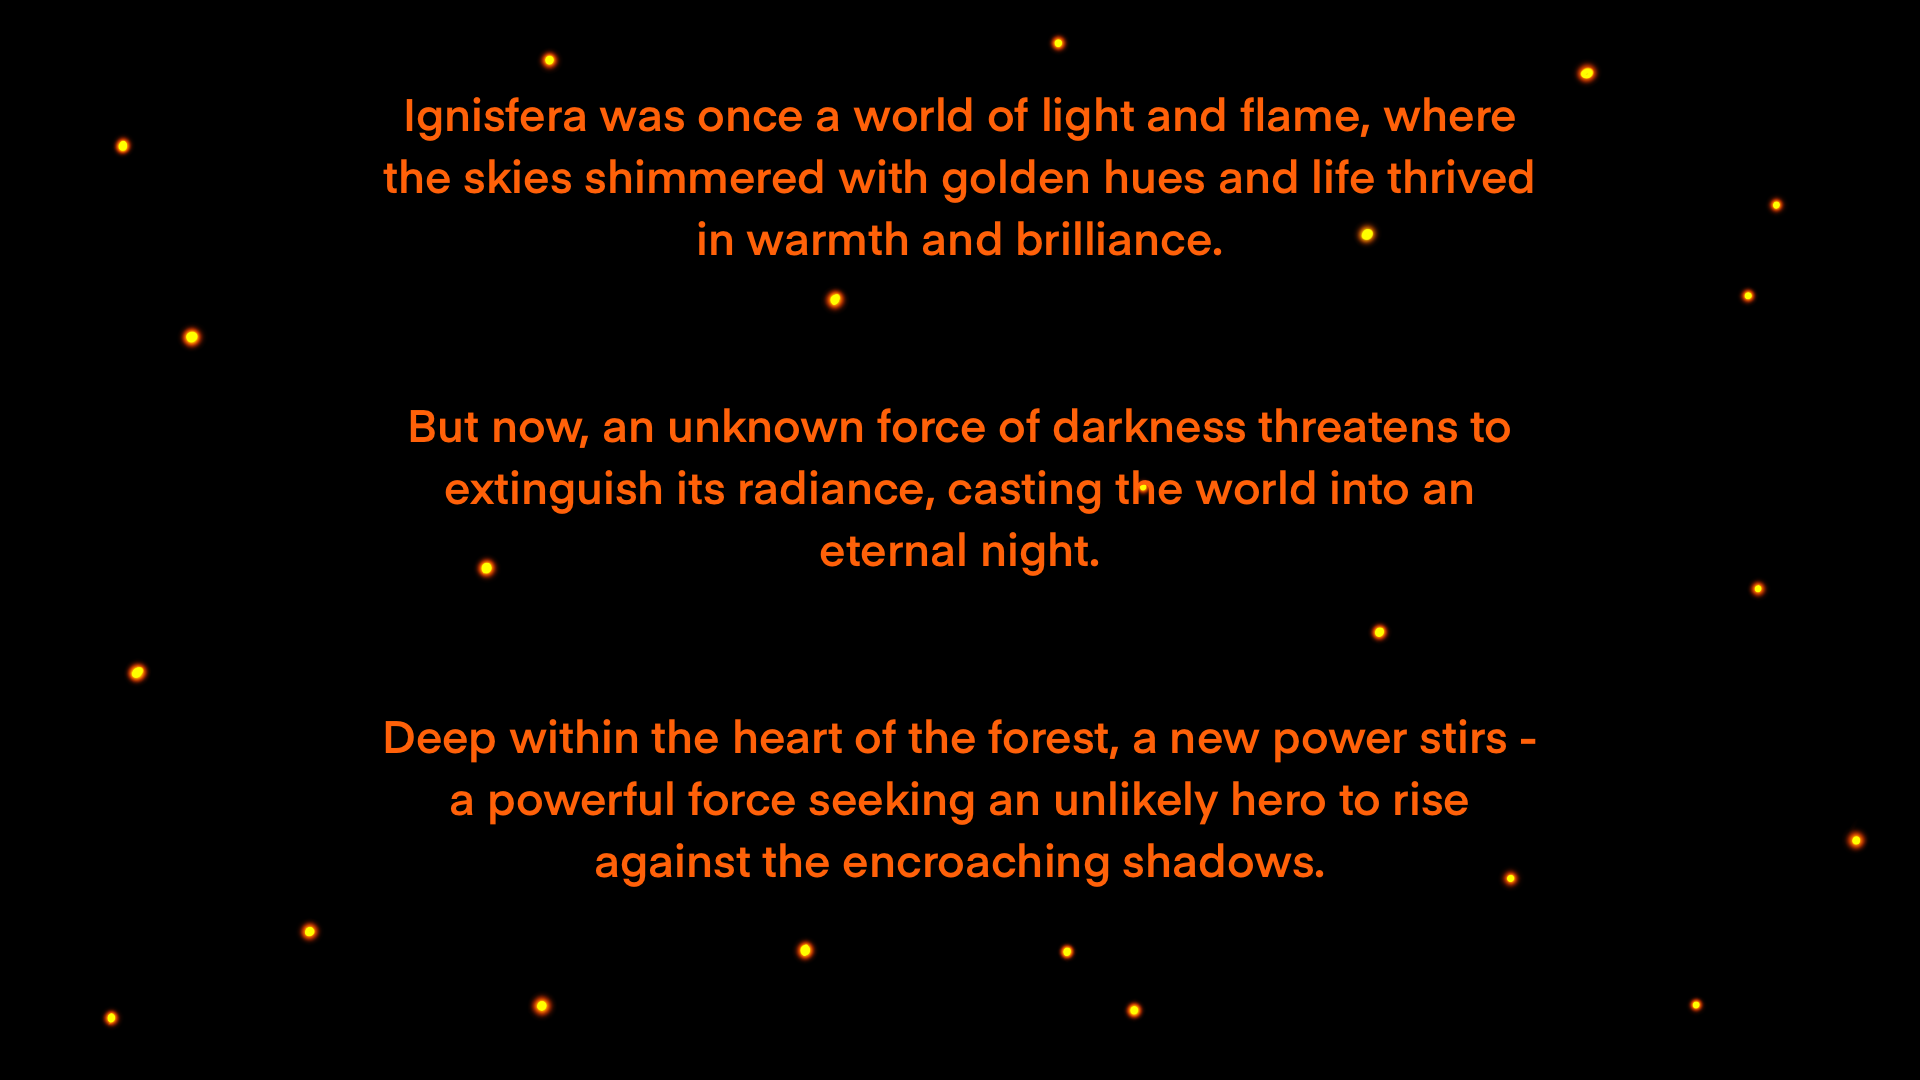 Ignisfera was once a world of light and flame, where
the skies shimmered with golden hues and life thrived
in warmth and brilliance.
But now, an unknown force of darkness threatens to
extinguish its radiance, casting the world into an
eternal night.
Deep within the heart of the forest, a new power stirs -
a powerful force seeking an unlikely hero to rise
against the encroaching shadows.